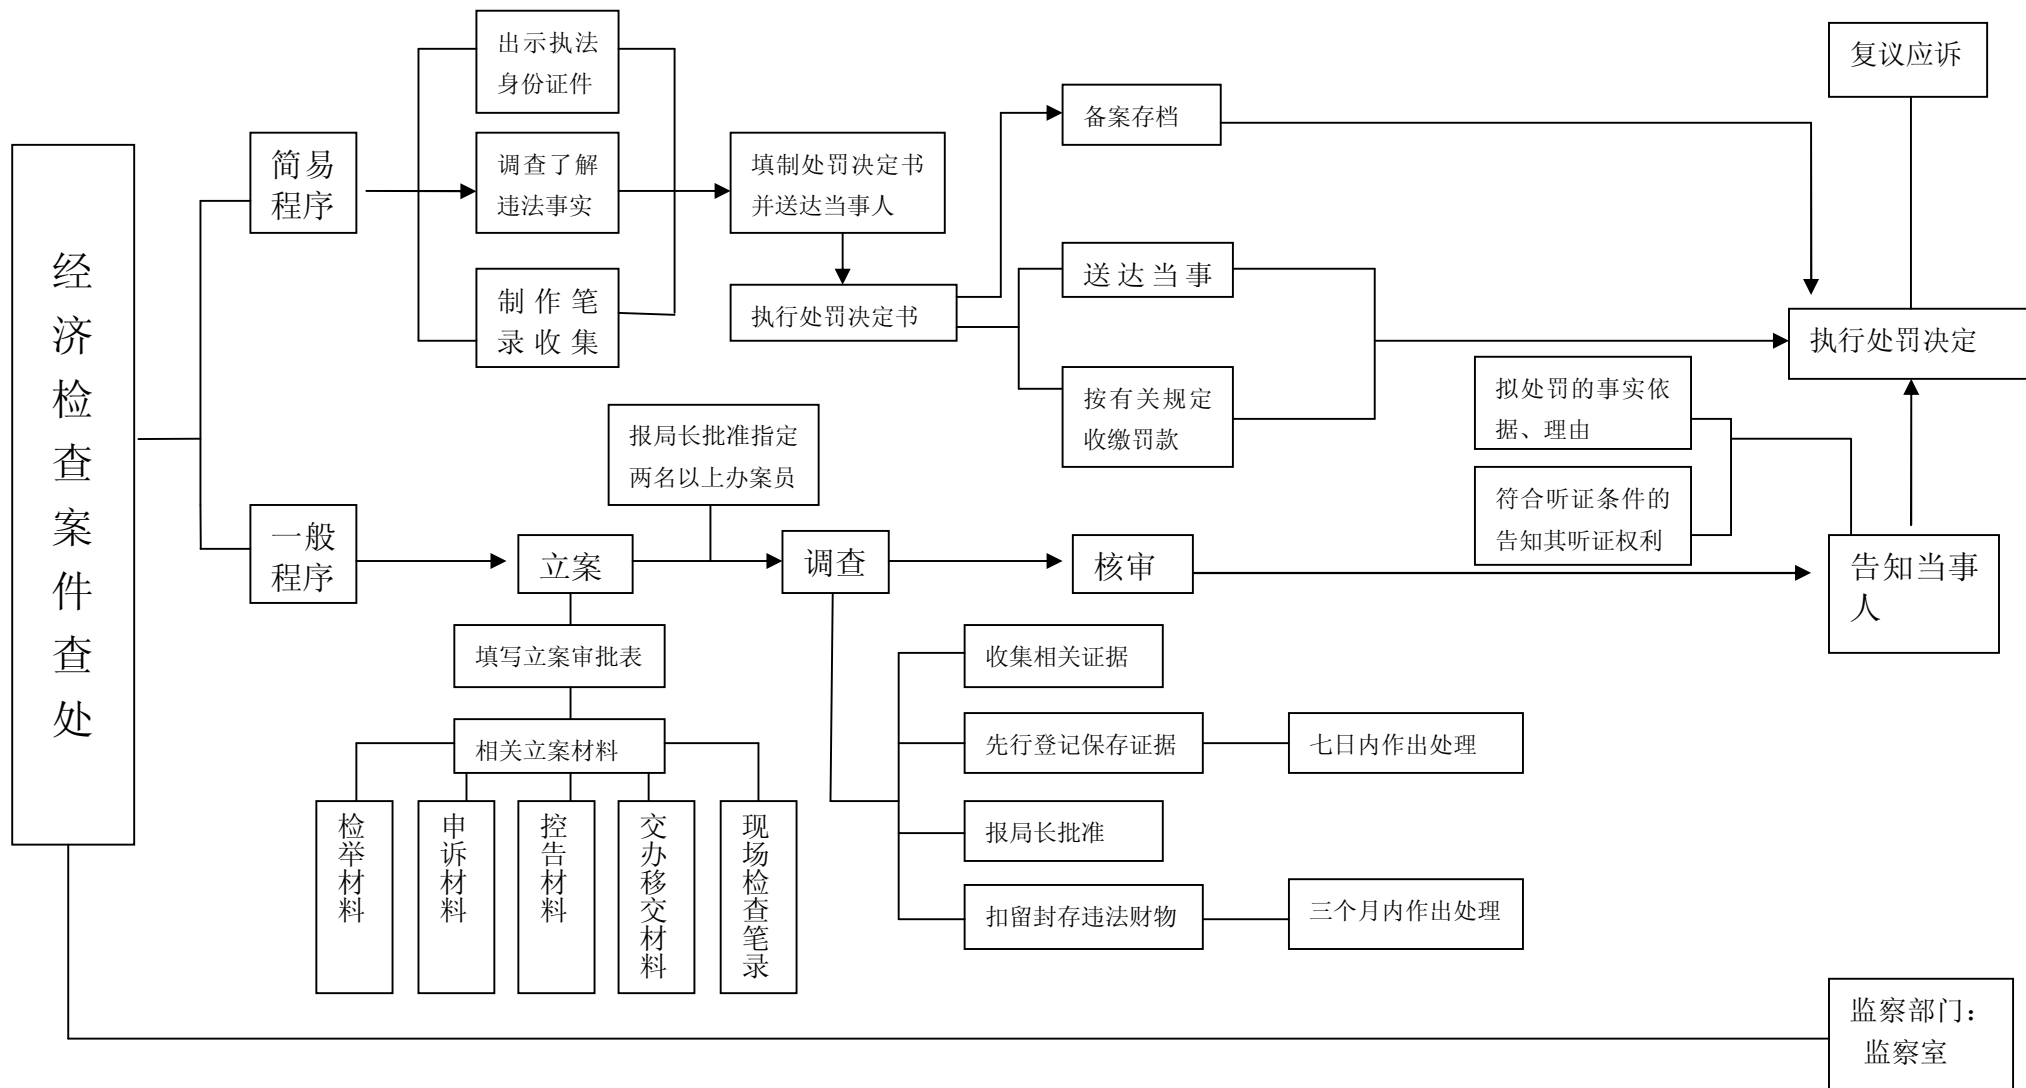 经济检查案件查处
简易
程序
出示执法
身份证件
调查了解
违法事实
制作笔
录收集
填制处罚决定书
并送达当事人
执行处罚决定书
备案存档
送达当事
按有关规定
收缴罚款
复议应诉
执行处罚决定
拟处罚的事实依
据、理由
符合听证条件的
告知其听证权利
告知当事
人
一般
程序
报局长批准指定
两名以上办案员
立案
调查
核审
填写立案审批表
相关立案材料
检举材料
申诉材料
控告材料
交办移交材料
现场检查笔录
收集相关证据
先行登记保存证据
七日内作出处理
报局长批准
扣留封存违法财物
三个月内作出处理
监察部门：
监察室